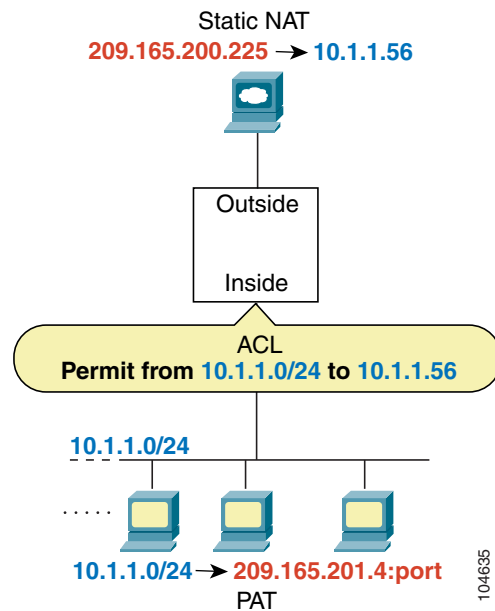 Static NAT
209.165.200.225 → 10.1.1.56
Outside
Inside
ACL
Permit from 10.1.1.0/24 to 10.1.1.56
10.1.1.0/24
10.1.1.0/24 → 209.165.201.4:port
PAT
104635